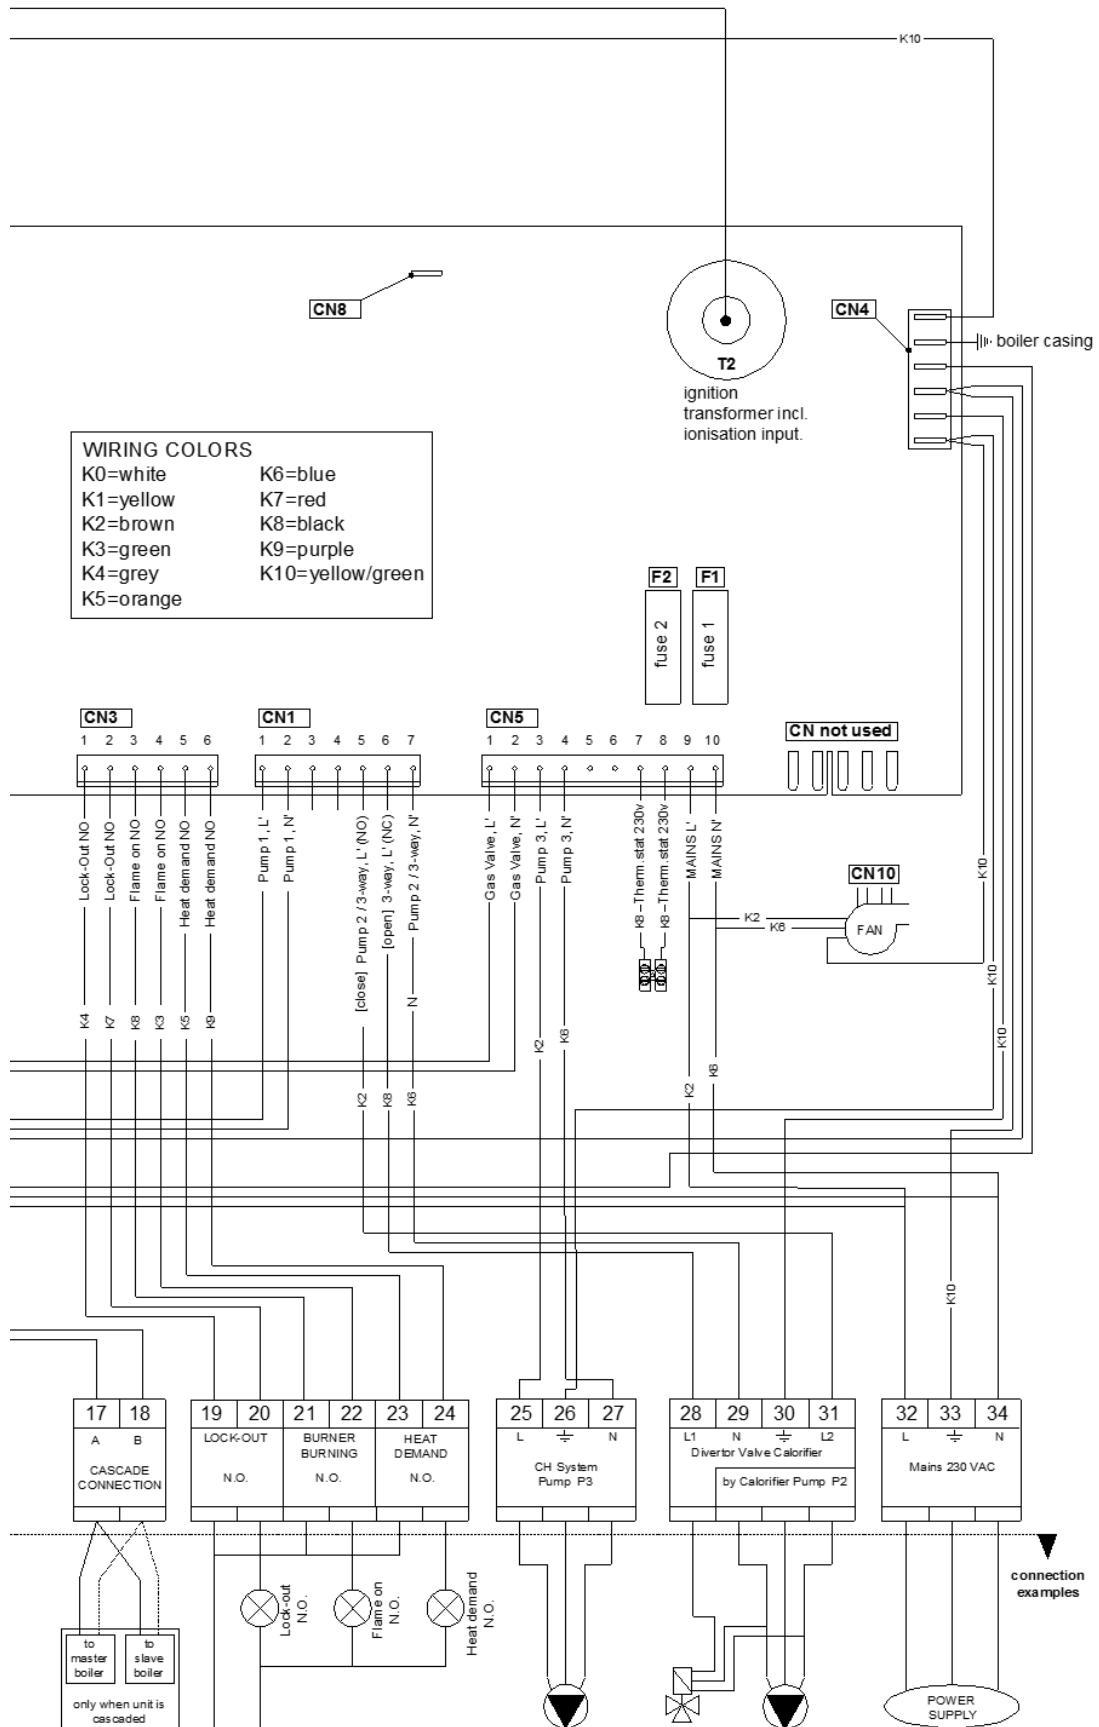 K10
CN8
CN4
boiler casing
T2
ignition
transformer incl.
ionisation input.
WIRING COLORS
K0=white
K1=yellow
K2=brown
K3=green
K4=grey
K5=orange
K6=blue
K7=red
K8=black
K9=purple
K10=yellow/green
F2
F1
fuse 2
fuse 1
CN3
1 2 3 4 5 6
CN1
1 2 3 4 5 6 7
CN5
1 2 3 4 5 6 7 8 9 10
CN not used
Lock-Out NO
Lock-Out NO
Flame on NO
Flame on NO
Heat demand NO
Heat demand NO
Pump 1, L'
Pump 1, N'
[close] Pump 2 / 3-way, L' (NO)
[open] 3-way, L' (NC)
Pump 2 / 3-way, N'
Gas Valve, L'
Gas Valve, N'
Pump 3, L'
Pump 3, N'
K8 Therm.stat 230v
K8 Therm.stat 230v
MAINS L'
MAINS N'
CN10
FAN
K2
K6
K10
K10
K10
K4
K7
K8
K3
K5
K9
N
K2
K8
K6
K2
K6
K2
K6
K10
17 18
A B
CASCADE
CONNECTION
19 20 21 22 23 24
LOCK-OUT
N.O.
BURNER
BURNING
N.O.
HEAT
DEMAND
N.O.
25 26 27
L N
CH System
Pump P3
28 29 30 31
L1 N L2
Divertor Valve Calorifier
by Calorifier Pump P2
32 33 34
L N
Mains 230 VAC
connection
examples
Lock-out
N.O.
Flame on
N.O.
Heat demand
N.O.
to
master
boiler
to
slave
boiler
only when unit is
cascaded
POWER
SUPPLY